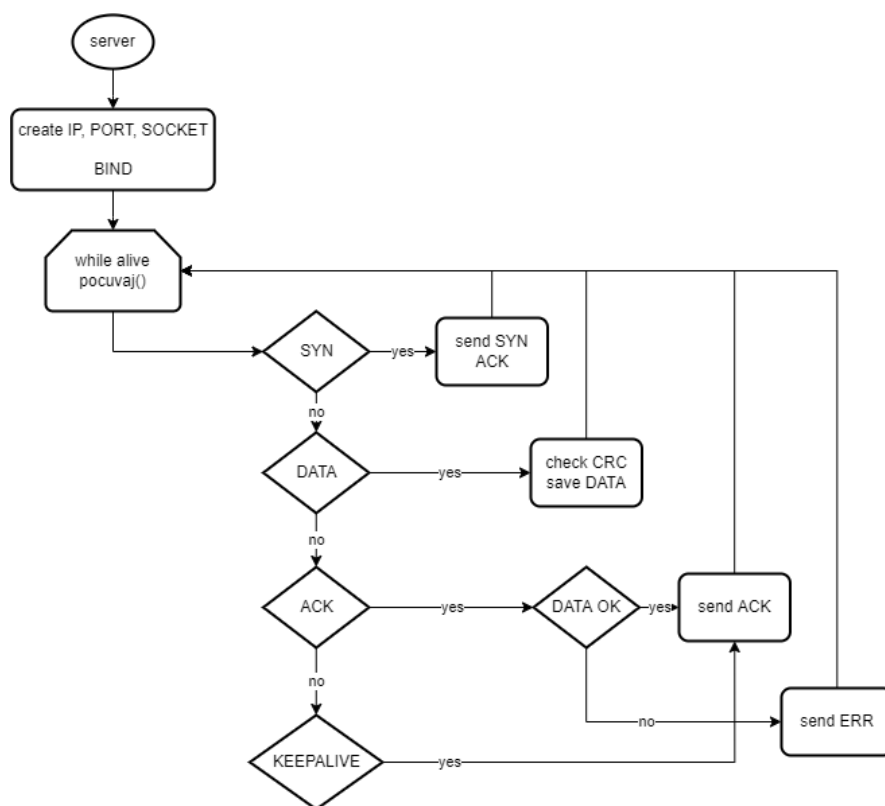 server
create IP, PORT, SOCKET
BIND
while alive
pocuvaj()
SYN
yes
send SYN
ACK
no
DATA
yes
check CRC
save DATA
no
ACK
yes
DATA OK
yes
send ACK
no
no
send ERR
KEEPALIVE
yes